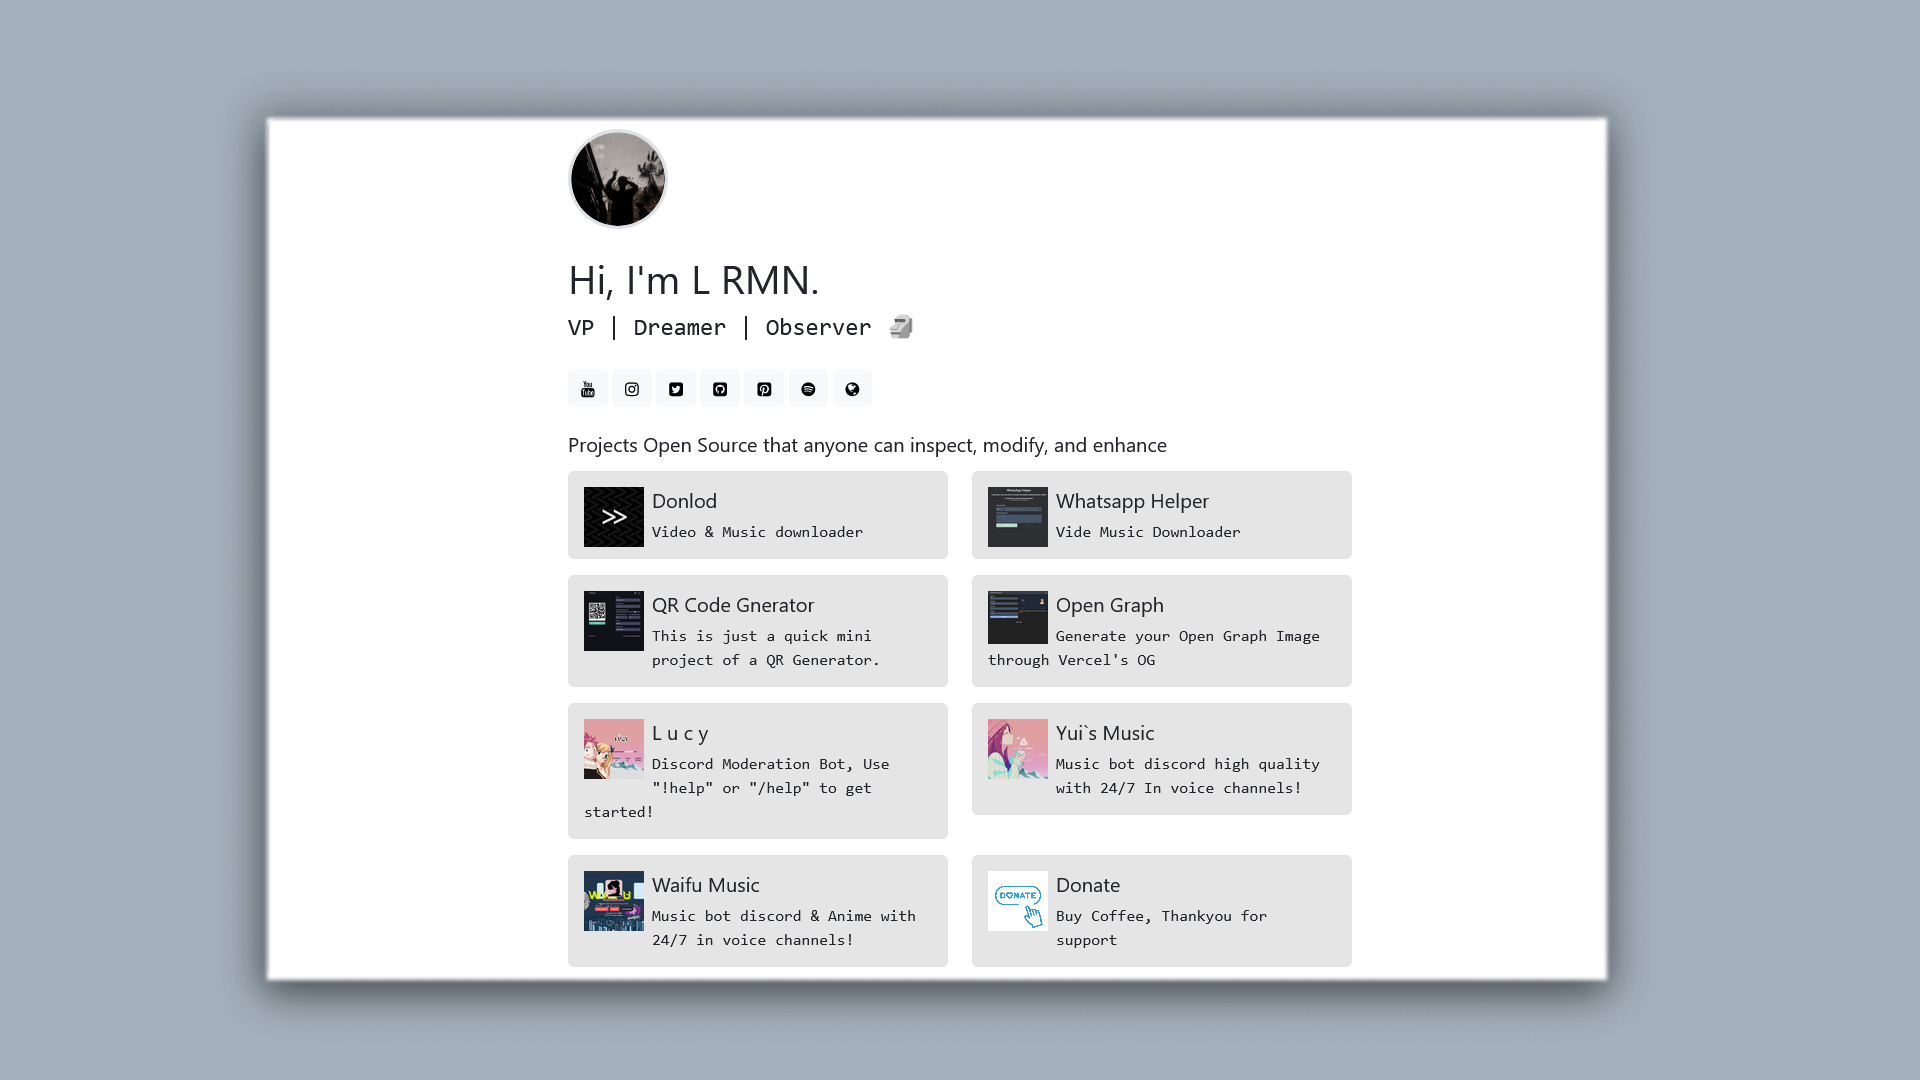 Hi, I'm L RMN.
VP | Dreamer | Observer 🗿
You
Tube
Projects Open Source that anyone can inspect, modify, and enhance
Donlod
Video & Music downloader
Whatsapp Helper
Vide Music Downloader
QR Code Gnerator
This is just a quick mini
project of a QR Generator.
Open Graph
Generate your Open Graph Image
through Vercel's OG
L u c y
Discord Moderation Bot, Use
"!help" or "/help" to get
started!
Yui`s Music
Music bot discord high quality
with 24/7 In voice channels!
Waifu Music
Music bot discord & Anime with
24/7 in voice channels!
DONATE
Donate
Buy Coffee, Thankyou for
support